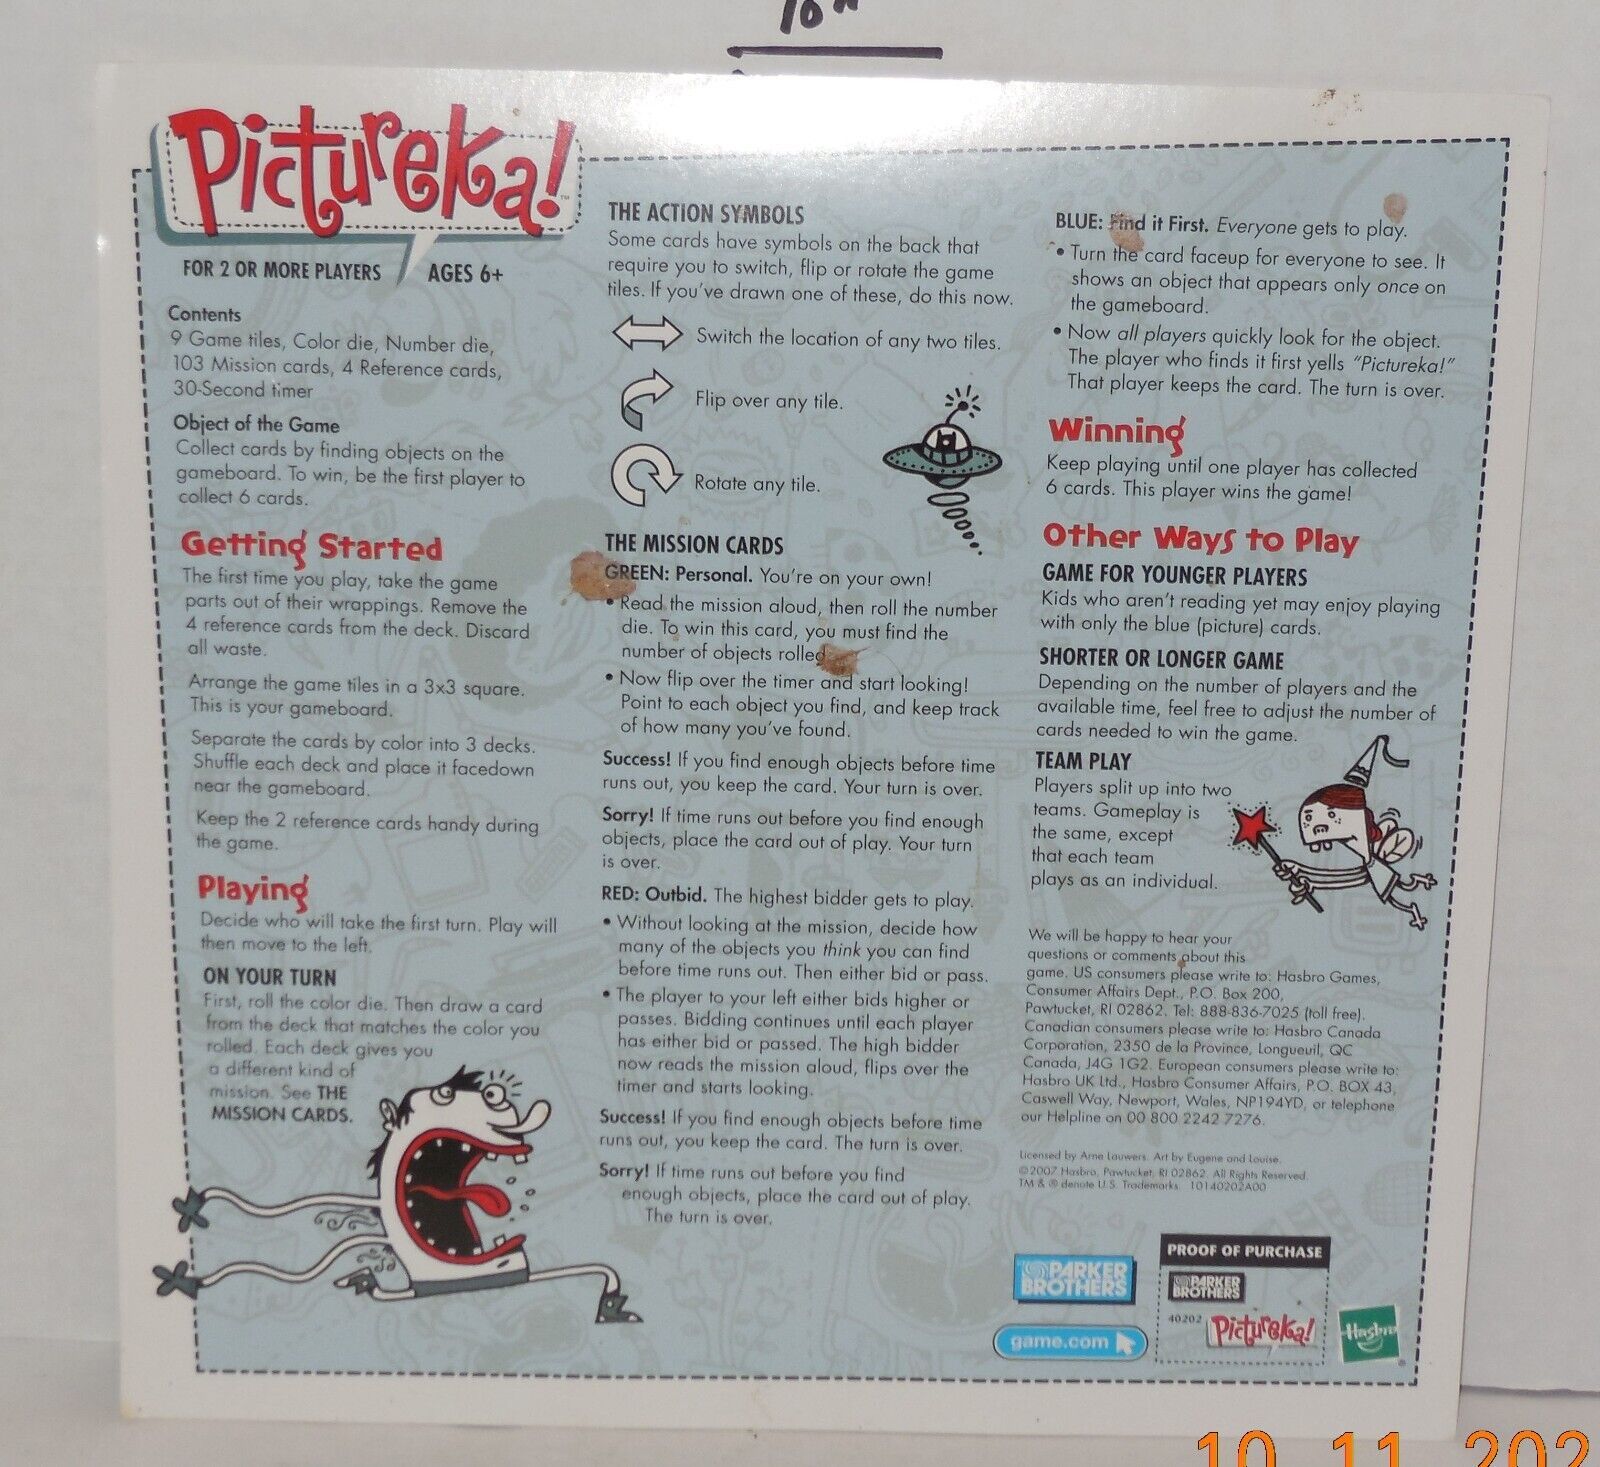 10"
Pictureka!
FOR 2 OR MORE PLAYERS AGES 6+
Contents
9 Game tiles, Color die, Number die,
103 Mission cards, 4 Reference cards,
30-Second timer
Object of the Game
Collect cards by finding objects on the
gameboard. To win, be the first player to
collect 6 cards.
Getting Started
The first time you play, take the game
parts out of their wrappings. Remove the
4 reference cards from the deck. Discard
all waste.
Arrange the game tiles in a 3x3 square.
This is your gameboard.
Separate the cards by color into 3 decks.
Shuffle each deck and place it facedown
near the gameboard.
Keep the 2 reference cards handy during
the game.
Playing
Decide who will take the first turn. Play will
then move to the left.
ON YOUR TURN
First, roll the color die. Then draw a card
from the deck that matches the color you
rolled. Each deck gives you
a different kind of
mission. See THE
MISSION CARDS.
THE ACTION SYMBOLS
Some cards have symbols on the back that
require you to switch, flip or rotate the game
tiles. If you've drawn one of these, do this now.
Switch the location of any two tiles.
Flip over any tile.
Rotate any tile.
THE MISSION CARDS
GREEN: Personal. You're on your own!
• Read the mission aloud, then roll the number
die. To win this card, you must find the
number of objects rolled
• Now flip over the timer and start looking!
Point to each object you find, and keep track
of how many you've found.
Success! If you find enough objects before time
runs out, you keep the card. Your turn is over.
Sorry! If time runs out before you find enough
objects, place the card out of play. Your turn
is over.
RED: Outbid. The highest bidder gets to play.
• Without looking at the mission, decide how
many of the objects you think you can find
before time runs out. Then either bid or pass.
• The player to your left either bids higher or
passes. Bidding continues until each player
has either bid or passed. The high bidder
now reads the mission aloud, flips over the
timer and starts looking.
Success! If you find enough objects before time
runs out, you keep the card. The turn is over.
Sorry! If time runs out before you find
enough objects, place the card out of play.
The turn is over.
BLUE: Find it First. Everyone gets to play.
• Turn the card faceup for everyone to see. It
shows an object that appears only once on
the gameboard.
• Now all players quickly look for the object.
The player who finds it first yells "Pictureka!"
That player keeps the card. The turn is over.
Winning
Keep playing until one player has collected
6 cards. This player wins the game!
Other Ways to Play
GAME FOR YOUNGER PLAYERS
Kids who aren't reading yet may enjoy playing
with only the blue (picture) cards.
SHORTER OR LONGER GAME
Depending on the number of players and the
available time, feel free to adjust the number of
cards needed to win the game.
TEAM PLAY
Players split up into two
teams. Gameplay is
the same, except
that each team
plays as an individual.
We will be happy to hear your
questions or comments about this
game. US consumers please write to: Hasbro Games,
Consumer Affairs Dept., P.O. Box 200,
Pawtucket, RI 02862. Tel: 888-836-7025 (toll free).
Canadian consumers please write to: Hasbro Canada
Corporation, 2350 de la Province, Longueuil, QC
Canada, J4G 1G2. European consumers please write to:
Hasbro UK Ltd., Hasbro Consumer Affairs, P.O. BOX 43,
Caswell Way, Newport, Wales, NP194YD, or telephone
our Helpline on 00 800 2242 7276.
Licensed by Arne Lauwers. Art by Eugene and Louise.
©2007 Hasbro, Pawtucket, RI 02862. All Rights Reserved.
TM & ® denote U.S. Trademarks. 10140202A00
PARKER
BROTHERS
game.com
PROOF OF PURCHASE
PARKER
BROTHERS
40202
Pictureka!
Hasbro
10 11 202